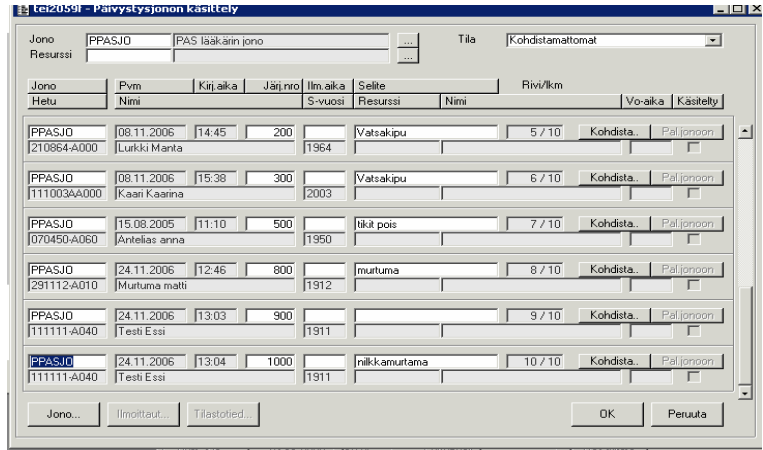 tei2059f - Päivystysjonon käsittely
Jono PPASJO PAS lääkärin jono ... Tila Kohdistamattomat
Resurssi ...
Jono Pvm Kirj.aika Järj.nro Ilm.aika Selite Rivi/lkm
Hetu Nimi S-vuosi Resurssi Nimi Vo-aika Käsitelty
PPASJO 08.11.2006 14:45 200 Vatsakipu 5 / 10 Kohdista.. Pal.jonoon
210864-A000 Lurkki Manta 1964
PPASJO 08.11.2006 15:38 300 Vatsakipu 6 / 10 Kohdista.. Pal.jonoon
111003AA000 Kaari Kaarina 2003
PPASJO 15.08.2005 11:10 500 tikit pois 7 / 10 Kohdista.. Pal.jonoon
070450-A060 Antelias anna 1950
PPASJO 24.11.2006 12:46 800 murtuma 8 / 10 Kohdista.. Pal.jonoon
291112-A010 Murtuma matti 1912
PPASJO 24.11.2006 13:03 900 9 / 10 Kohdista.. Pal.jonoon
111111-A040 Testi Essi 1911
PPASJO 24.11.2006 13:04 1000 nilkkamurtama 10 / 10 Kohdista.. Pal.jonoon
111111-A040 Testi Essi 1911
Jono... Ilmoittaut... Tilastotied... OK Peruuta